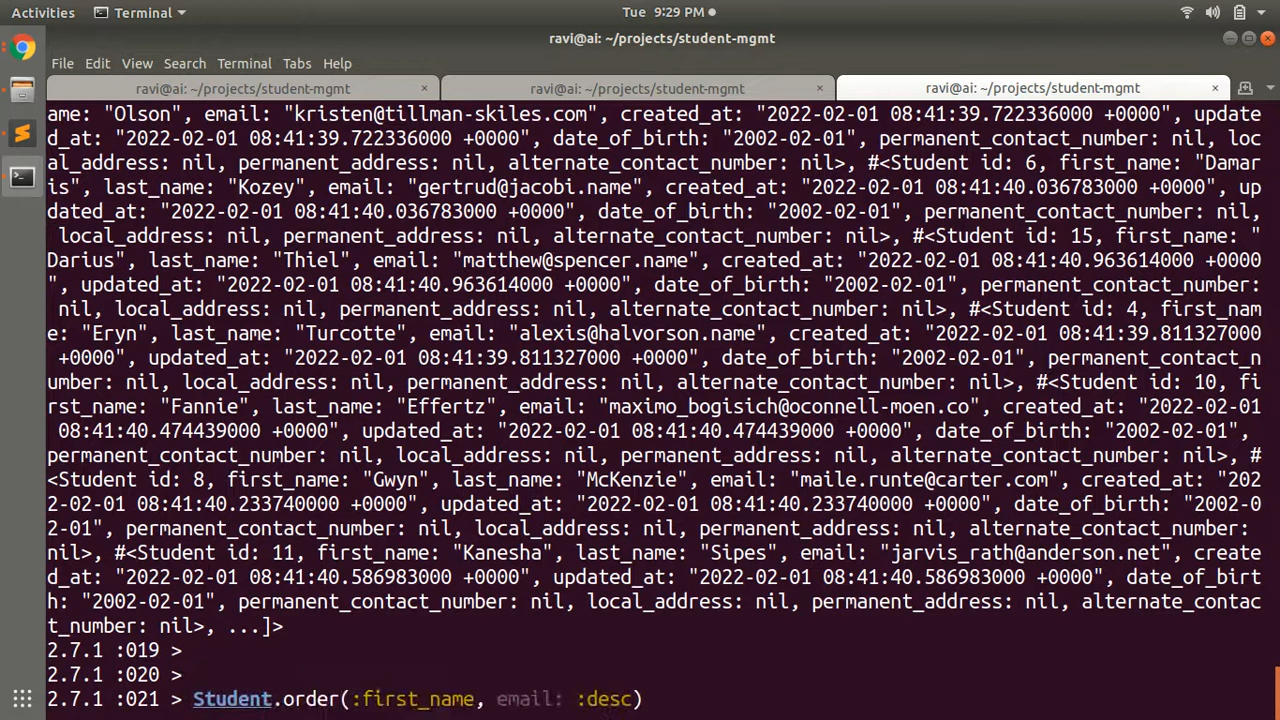 Activities Terminal Tue 9:29 PM
ravi@ai: ~/projects/student-mgmt
File Edit View Search Terminal Tabs Help
ravi@ai: ~/projects/student-mgmt × ravi@ai: ~/projects/student-mgmt × ravi@ai: ~/projects/student-mgmt ×
ame: "Olson", email: "kristen@tillman-skiles.com", created_at: "2022-02-01 08:41:39.722336000 +0000", update
d_at: "2022-02-01 08:41:39.722336000 +0000", date_of_birth: "2002-02-01", permanent_contact_number: nil, loc
al_address: nil, permanent_address: nil, alternate_contact_number: nil>, #<Student id: 6, first_name: "Damar
is", last_name: "Kozey", email: "gertrud@jacobi.name", created_at: "2022-02-01 08:41:40.036783000 +0000", up
dated_at: "2022-02-01 08:41:40.036783000 +0000", date_of_birth: "2002-02-01", permanent_contact_number: nil,
local_address: nil, permanent_address: nil, alternate_contact_number: nil>, #<Student id: 15, first_name: "
Darius", last_name: "Thiel", email: "matthew@spencer.name", created_at: "2022-02-01 08:41:40.963614000 +0000
", updated_at: "2022-02-01 08:41:40.963614000 +0000", date_of_birth: "2002-02-01", permanent_contact_number:
nil, local_address: nil, permanent_address: nil, alternate_contact_number: nil>, #<Student id: 4, first_nam
e: "Eryn", last_name: "Turcotte", email: "alexis@halvorson.name", created_at: "2022-02-01 08:41:39.811327000
+0000", updated_at: "2022-02-01 08:41:39.811327000 +0000", date_of_birth: "2002-02-01", permanent_contact_n
umber: nil, local_address: nil, permanent_address: nil, alternate_contact_number: nil>, #<Student id: 10, fi
rst_name: "Fannie", last_name: "Effertz", email: "maximo_bogisich@oconnell-moen.co", created_at: "2022-02-01
08:41:40.474439000 +0000", updated_at: "2022-02-01 08:41:40.474439000 +0000", date_of_birth: "2002-02-01",
permanent_contact_number: nil, local_address: nil, permanent_address: nil, alternate_contact_number: nil>, #
<Student id: 8, first_name: "Gwyn", last_name: "McKenzie", email: "maile.runte@carter.com", created_at: "202
2-02-01 08:41:40.233740000 +0000", updated_at: "2022-02-01 08:41:40.233740000 +0000", date_of_birth: "2002-0
2-01", permanent_contact_number: nil, local_address: nil, permanent_address: nil, alternate_contact_number:
nil>, #<Student id: 11, first_name: "Kanesha", last_name: "Sipes", email: "jarvis_rath@anderson.net", create
d_at: "2022-02-01 08:41:40.586983000 +0000", updated_at: "2022-02-01 08:41:40.586983000 +0000", date_of_birt
h: "2002-02-01", permanent_contact_number: nil, local_address: nil, permanent_address: nil, alternate_contac
t_number: nil>, ...]>
2.7.1 :019 >
2.7.1 :020 >
2.7.1 :021 > Student.order(:first_name, email: :desc)